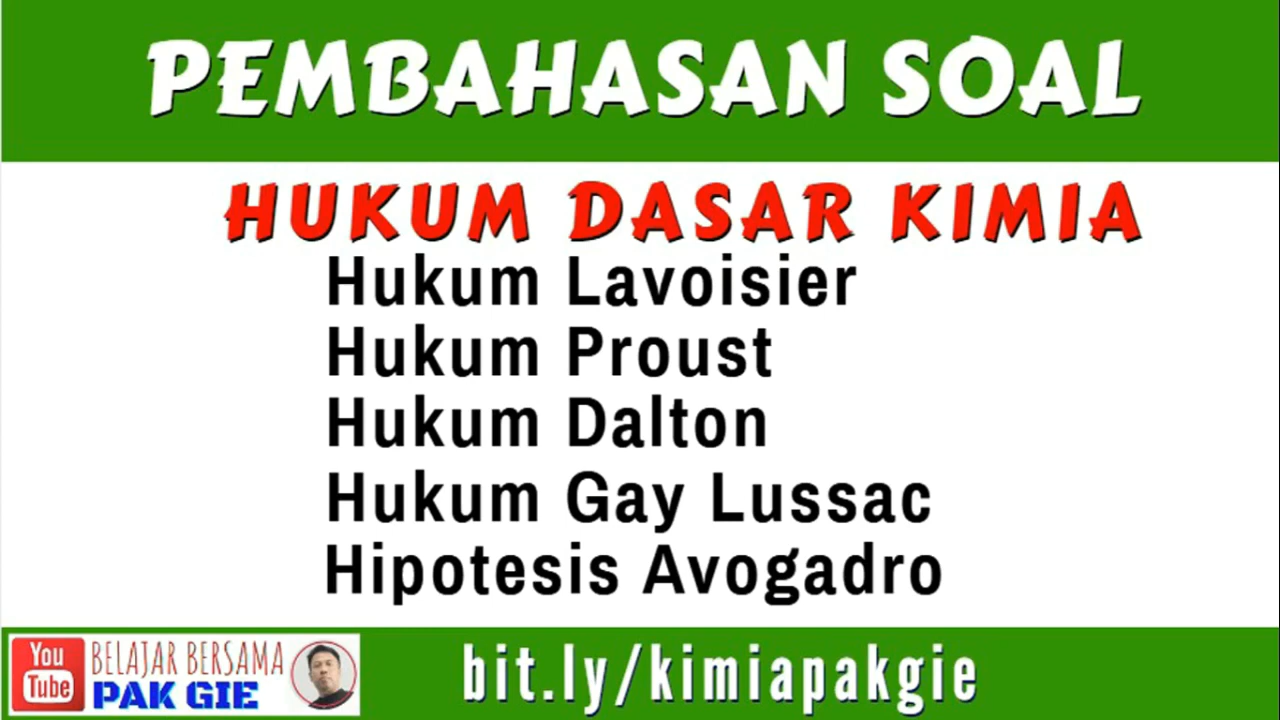 PEMBAHASAN SOAL
HUKUM DASAR KIMIA
Hukum Lavoisier
Hukum Proust
Hukum Dalton
Hukum Gay Lussac
Hipotesis Avogadro
You
Tube
BELAJAR BERSAMA
PAK GIE
bit.ly/kimiapakgie